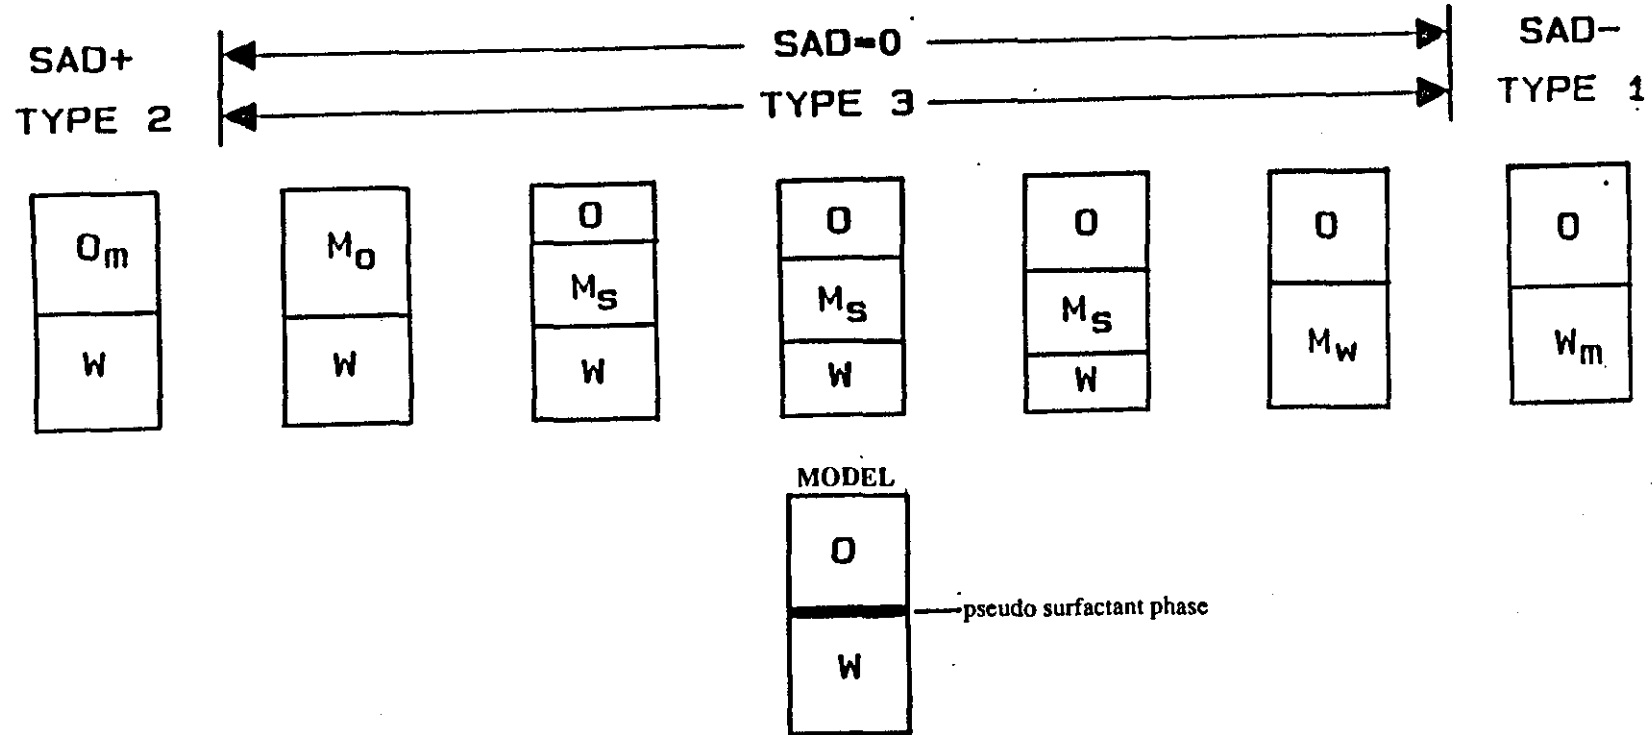 SAD+
SAD=0
SAD-
TYPE 2
TYPE 3
TYPE 1
Om
Mo
O
O
O
O
O
Ms
Ms
Ms
W
W
W
W
W
Mw
Wm
MODEL
O
pseudo surfactant phase
W